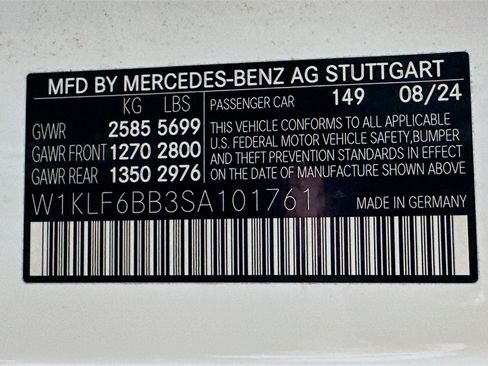 MFD BY MERCEDES-BENZ AG STUTTGART
KG LBS PASSENGER CAR 149 08/24
GVWR 2585 5699 THIS VEHICLE CONFORMS TO ALL APPLICABLE
GAWR FRONT 1270 2800 U.S. FEDERAL MOTOR VEHICLE SAFETY, BUMPER
AND THEFT PREVENTION STANDARDS IN EFFECT
GAWR REAR 1350 2976 ON THE DATE OF MANUFACTURE SHOWN ABOVE.
W1KLF6BB3SA101761 MADE IN GERMANY